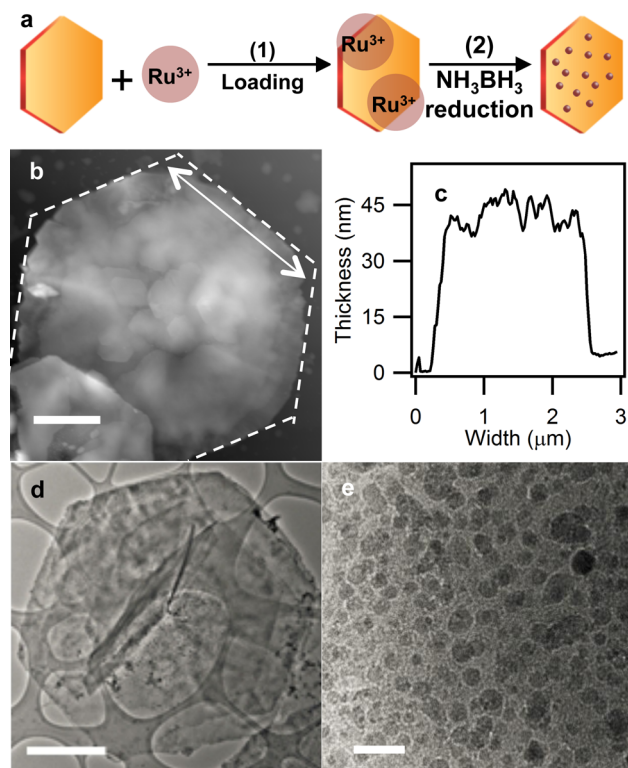 a
+
Ru³⁺
(1)
Loading
Ru³⁺
Ru³⁺
(2)
NH₃BH₃
reduction
b
c
Thickness (nm)
45
30
15
0
0
1
2
3
Width (μm)
d
e